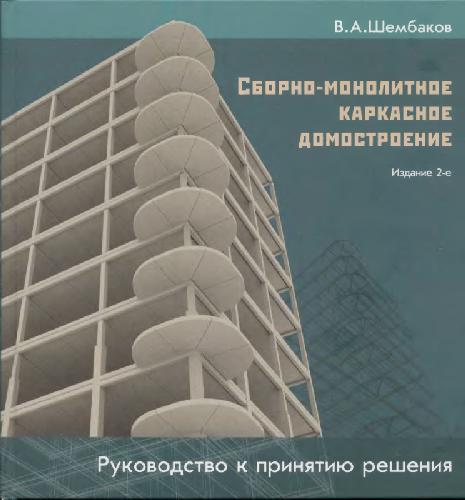 В.А.Шембаков
Сборно-монолитное
каркасное
домостроение
Издание 2-е
Руководство к принятию решения